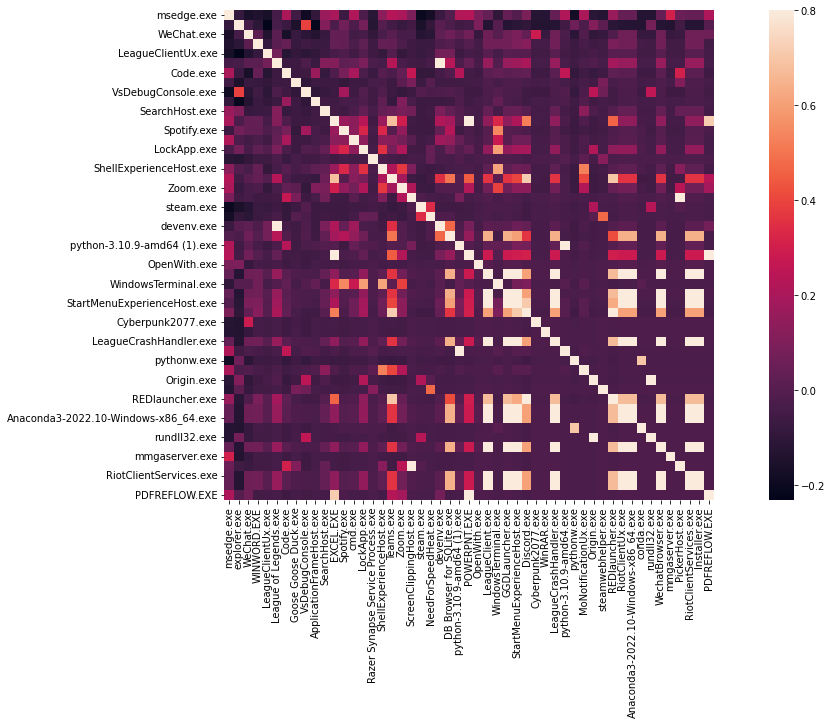 msedge.exe
WeChat.exe
LeagueClientUx.exe
Code.exe
VsDebugConsole.exe
SearchHost.exe
Spotify.exe
LockApp.exe
ShellExperienceHost.exe
Zoom.exe
steam.exe
devenv.exe
python-3.10.9-amd64 (1).exe
OpenWith.exe
WindowsTerminal.exe
StartMenuExperienceHost.exe
Cyberpunk2077.exe
LeagueCrashHandler.exe
pythonw.exe
Origin.exe
REDlauncher.exe
Anaconda3-2022.10-Windows-x86_64.exe
rundll32.exe
mmgaserver.exe
RiotClientServices.exe
PDFREFLOW.EXE
msedge.exe
explorer.exe
WeChat.exe
WINWORD.EXE
LeagueClientUx.exe
League of Legends.exe
Code.exe
Goose Goose Duck.exe
VsDebugConsole.exe
ApplicationFrameHost.exe
SearchHost.exe
EXCEL.EXE
Spotify.exe
cmd.exe
LockApp.exe
Razer Synapse Service Process.exe
ShellExperienceHost.exe
Teams.exe
Zoom.exe
ScreenClippingHost.exe
steam.exe
NeedForSpeedHeat.exe
devenv.exe
DB Browser for SQLite.exe
python-3.10.9-amd64 (1).exe
POWERPNT.EXE
OpenWith.exe
LeagueClient.exe
WindowsTerminal.exe
GGDLauncher.exe
StartMenuExperienceHost.exe
Discord.exe
Cyberpunk2077.exe
WinRAR.exe
LeagueCrashHandler.exe
python-3.10.9-amd64.exe
pythonw.exe
MoNotificationUx.exe
Origin.exe
steamwebhelper.exe
REDlauncher.exe
RiotClientUx.exe
Anaconda3-2022.10-Windows-x86_64.exe
conda.exe
rundll32.exe
WechatBrowser.exe
mmgaserver.exe
PickerHost.exe
RiotClientServices.exe
Installer.exe
PDFREFLOW.EXE
0.8
0.6
0.4
0.2
0.0
−0.2